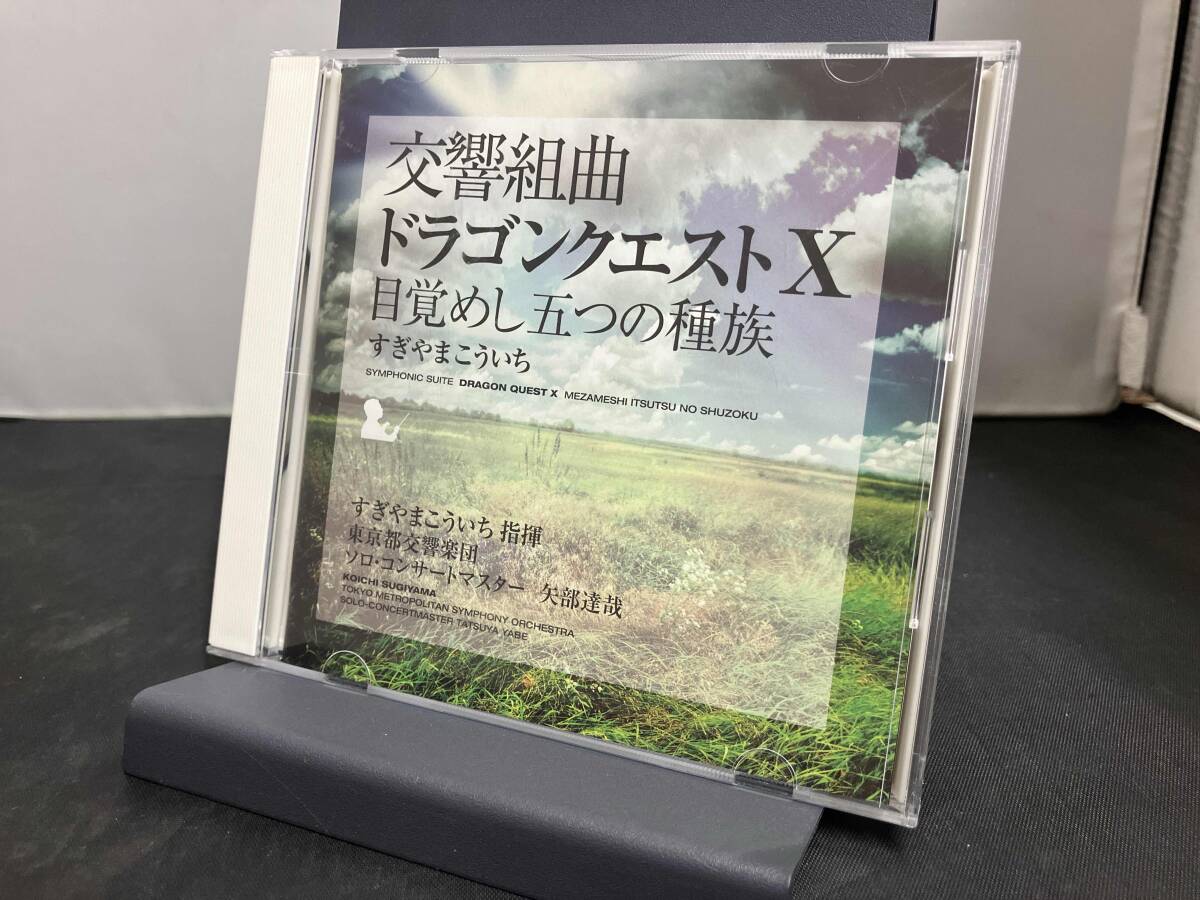 交響組曲
ドラゴンクエストX
目覚めし五つの種族
すぎやまこういち
SYMPHONIC SUITE DRAGON QUEST X MEZAMESHI ITSUTSU NO SHUZOKU
すぎやまこういち 指揮
東京都交響楽団
ソロ・コンサートマスター 矢部達哉
KOICHI SUGIYAMA
TOKYO METROPOLITAN SYMPHONY ORCHESTRA
SOLO-CONCERTMASTER TATSUYA YABE